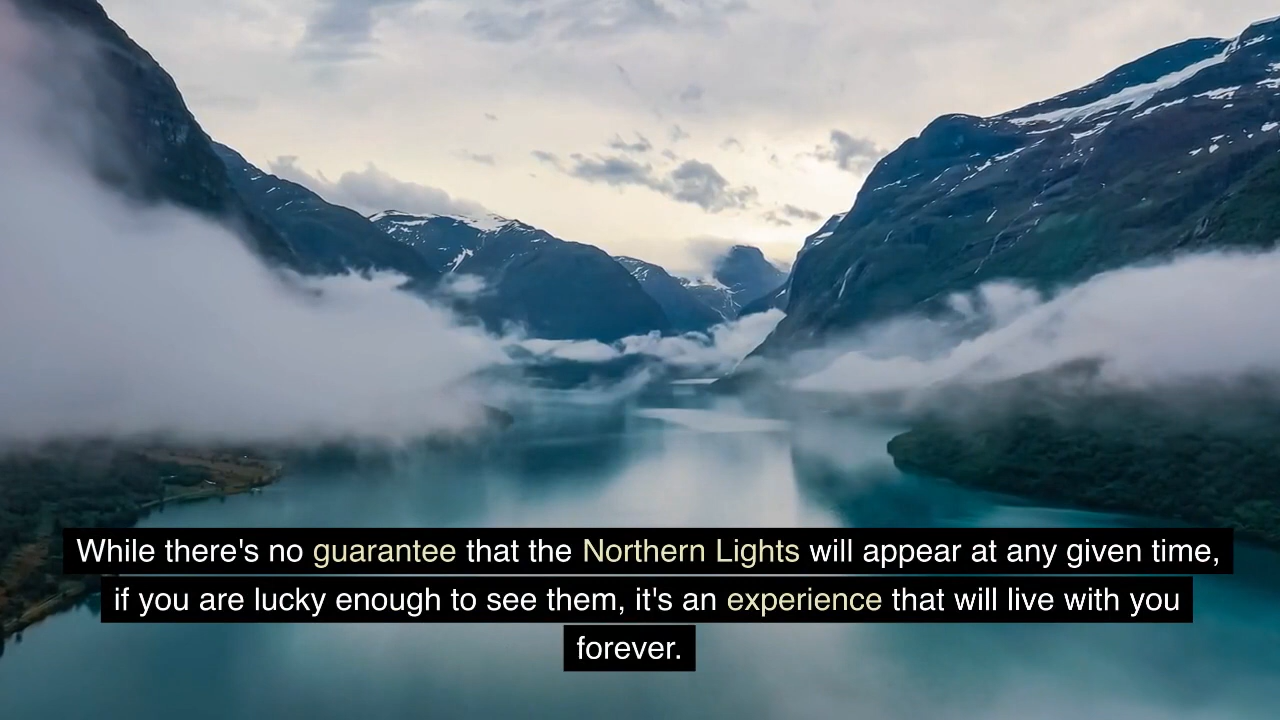 While there's no guarantee that the Northern Lights will appear at any given time,
if you are lucky enough to see them, it's an experience that will live with you
forever.